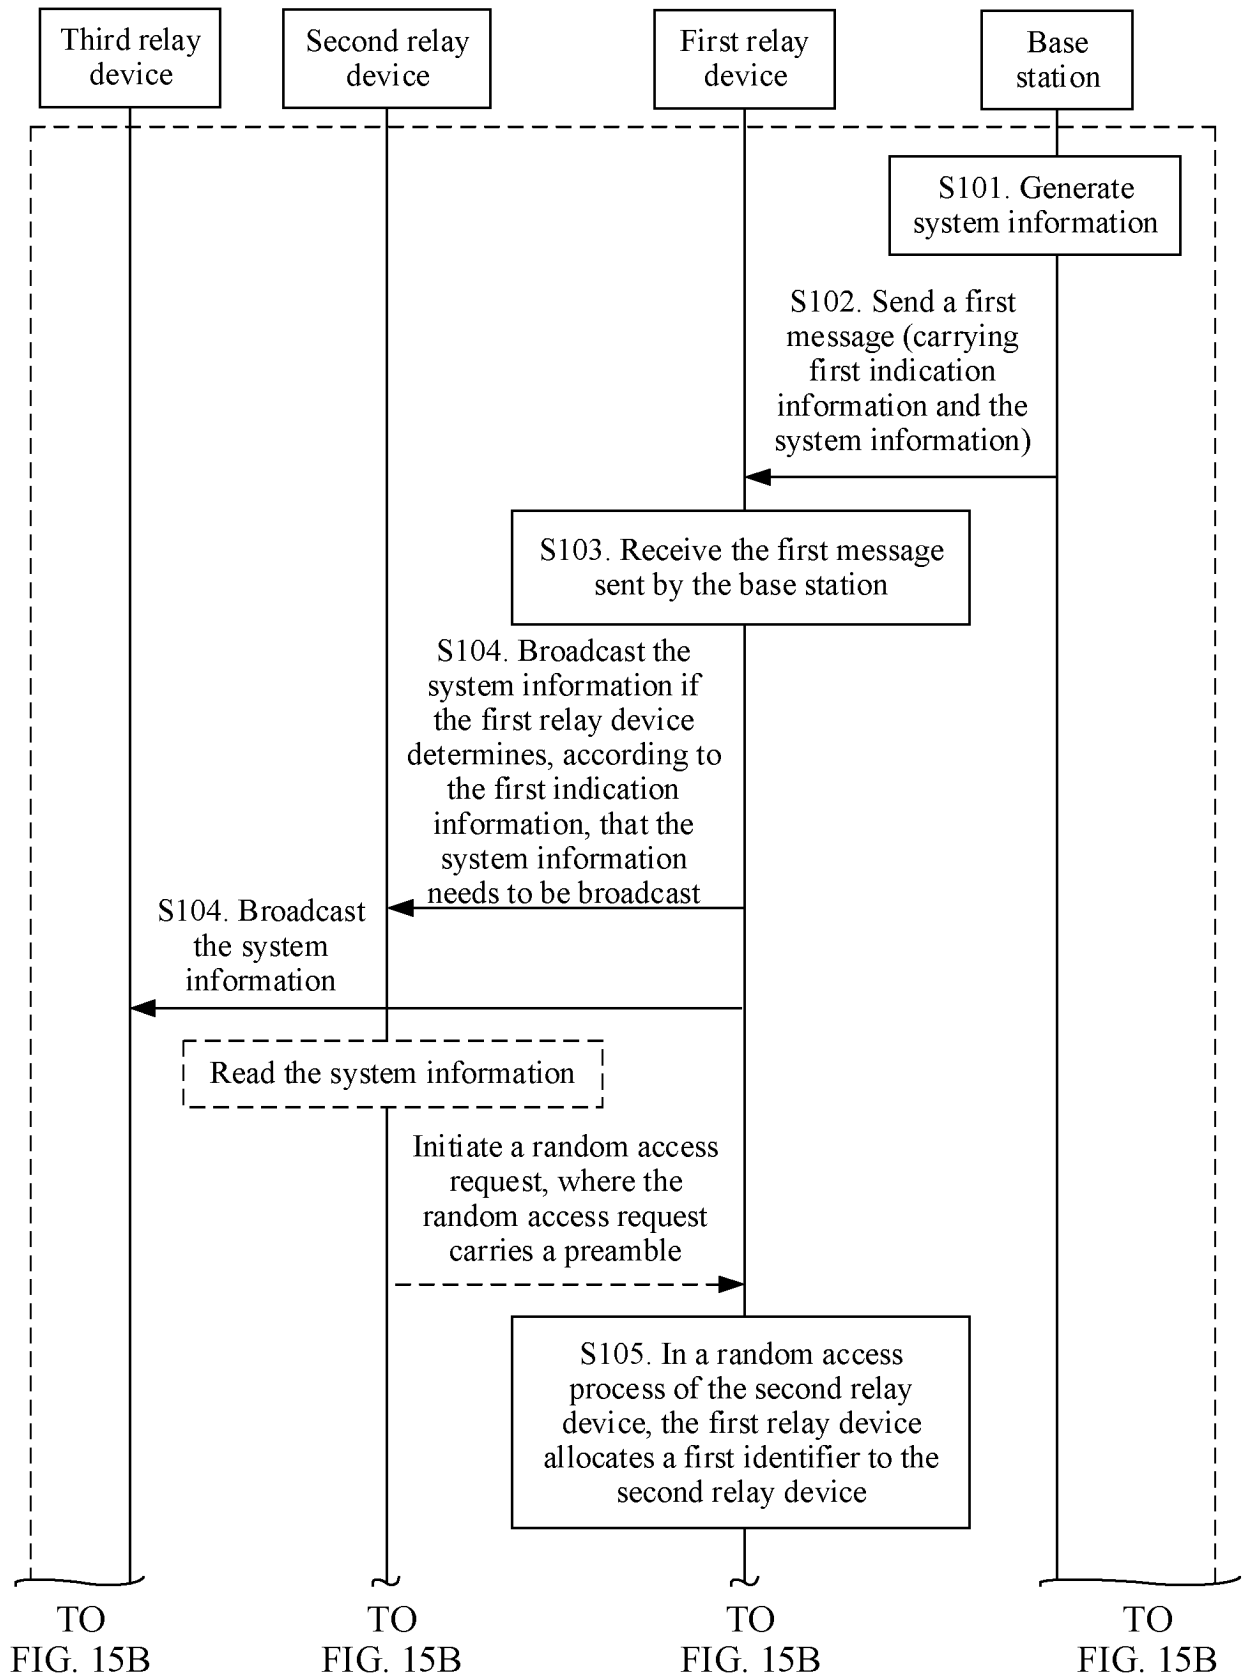 Third relay
device
Second relay
device
First relay
device
Base
station
S101. Generate
system information
S102. Send a first
message (carrying
first indication
information and the
system information)
S103. Receive the first message
sent by the base station
S104. Broadcast the
system information if
the first relay device
determines, according to
the first indication
information, that the
system information
needs to be broadcast
S104. Broadcast
the system
information
Read the system information
Initiate a random access
request, where the
random access request
carries a preamble
S105. In a random access
process of the second relay
device, the first relay device
allocates a first identifier to the
second relay device
TO
FIG. 15B
TO
FIG. 15B
TO
FIG. 15B
TO
FIG. 15B